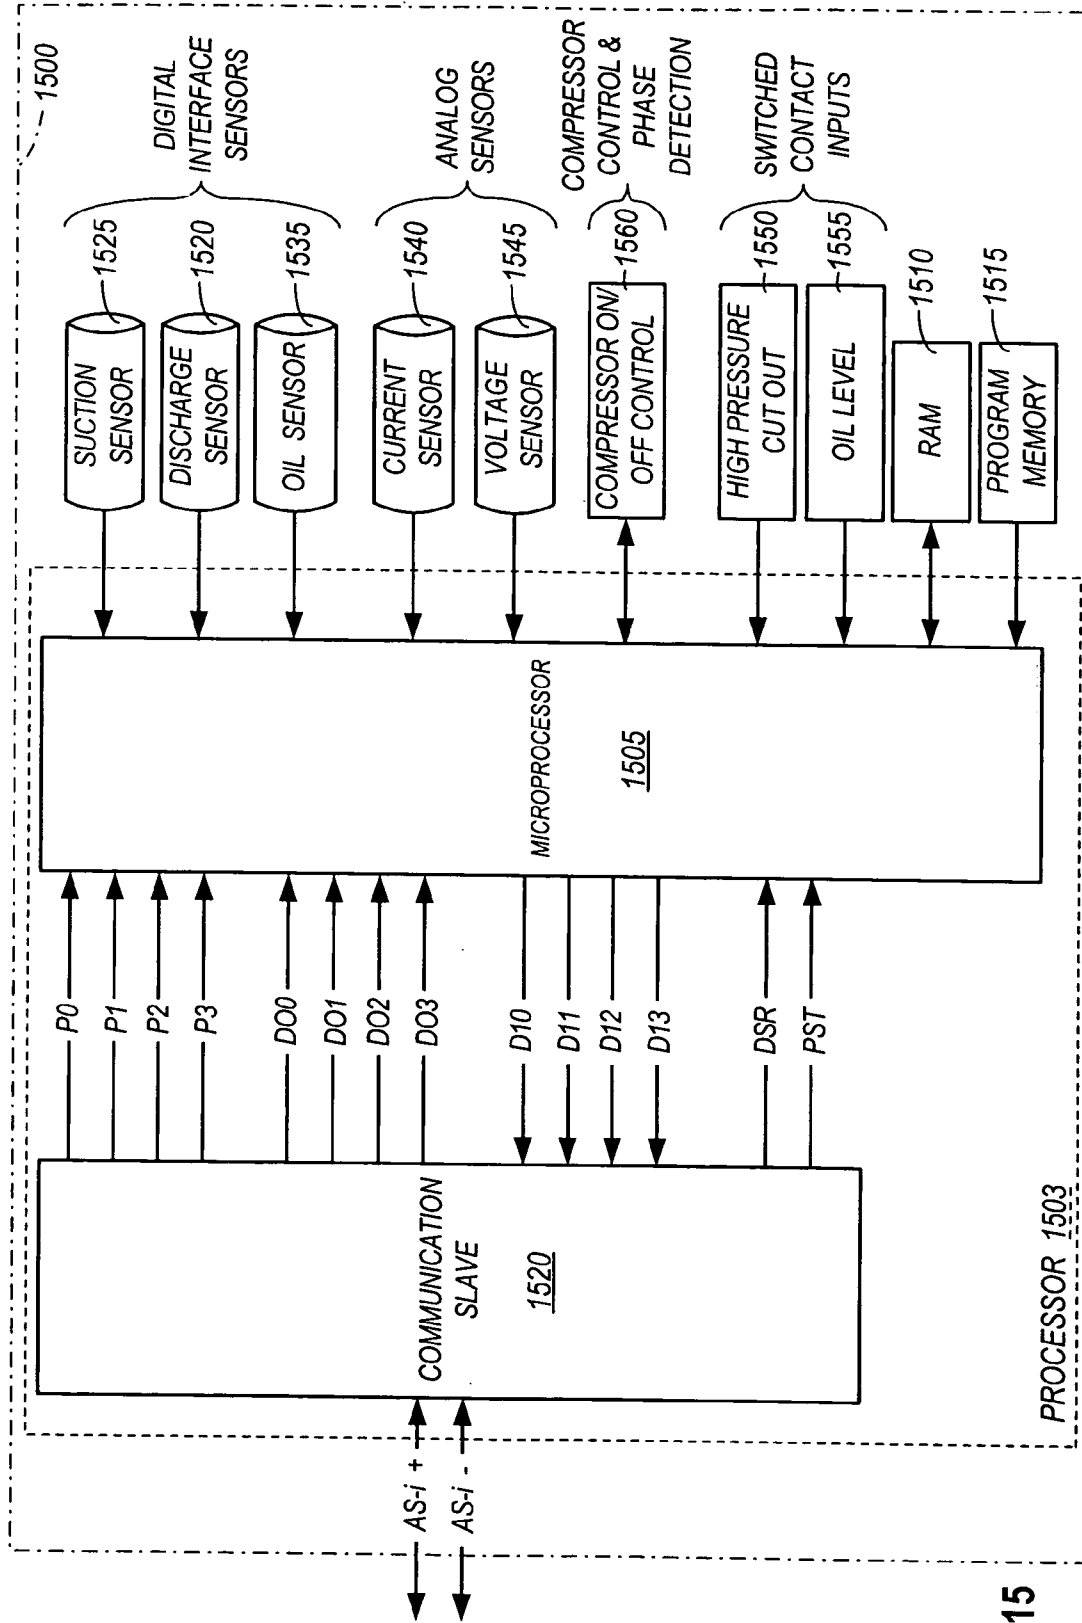 1500
DIGITAL
INTERFACE
SENSORS
ANALOG
SENSORS
COMPRESSOR
CONTROL &
PHASE
DETECTION
SWITCHED
CONTACT
INPUTS
1525
1520
1535
1540
1545
1560
1550
1555
1510
1515
SUCTION
SENSOR
DISCHARGE
SENSOR
OIL SENSOR
CURRENT
SENSOR
VOLTAGE
SENSOR
COMPRESSOR ON/
OFF CONTROL
HIGH PRESSURE
CUT OUT
OIL LEVEL
RAM
PROGRAM
MEMORY
MICROPROCESSOR
1505
P0
P1
P2
P3
DO0
DO1
DO2
DO3
D10
D11
D12
D13
DSR
PST
COMMUNICATION
SLAVE
1520
PROCESSOR 1503
AS-i +
AS-i -
15